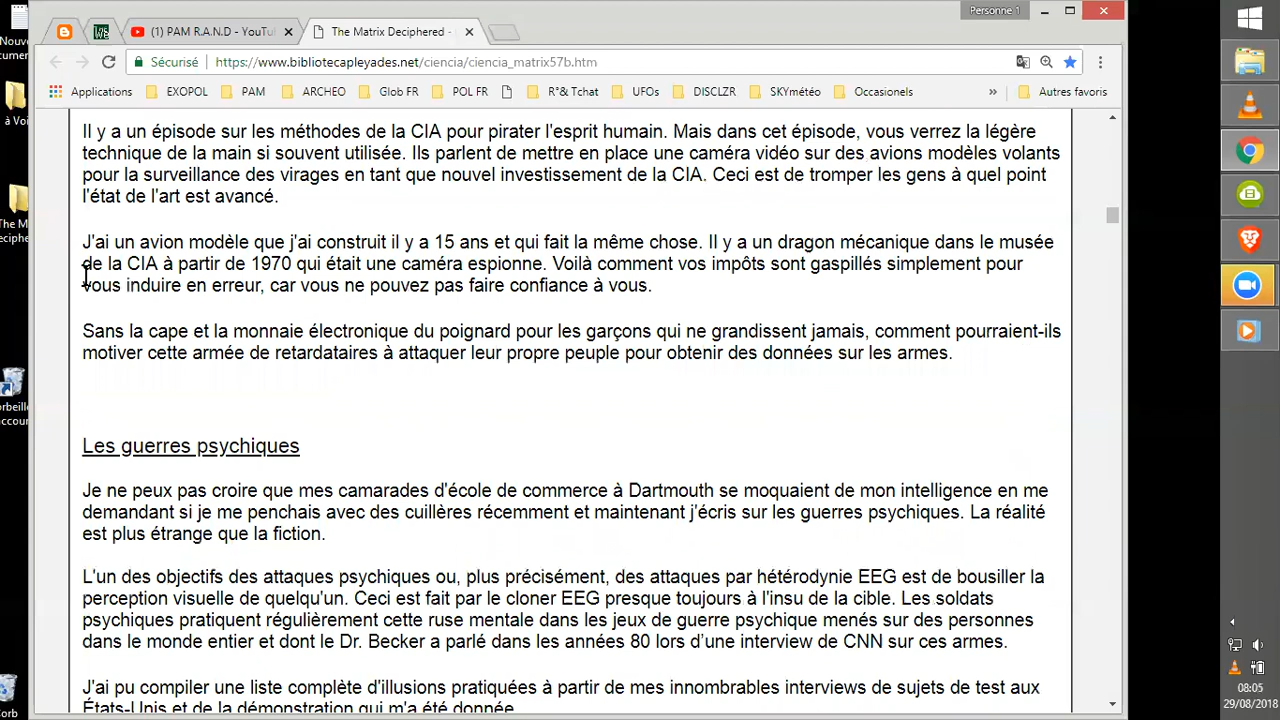 Personne 1
(1) PAM R.A.N.D - YouTu
The Matrix Deciphered -
Sécurisé
https://www.bibliotecapleyades.net/ciencia/ciencia_matrix57b.htm
Applications EXOPOL PAM ARCHEO Glob FR POL FR R°& Tchat UFOs DISCLZR SKYmétéo Occasionels » Autres favoris
Il y a un épisode sur les méthodes de la CIA pour pirater l'esprit humain. Mais dans cet épisode, vous verrez la légère
technique de la main si souvent utilisée. Ils parlent de mettre en place une caméra vidéo sur des avions modèles volants
pour la surveillance des virages en tant que nouvel investissement de la CIA. Ceci est de tromper les gens à quel point
l'état de l'art est avancé.
J'ai un avion modèle que j'ai construit il y a 15 ans et qui fait la même chose. Il y a un dragon mécanique dans le musée
de la CIA à partir de 1970 qui était une caméra espionne. Voilà comment vos impôts sont gaspillés simplement pour
vous induire en erreur, car vous ne pouvez pas faire confiance à vous.
Sans la cape et la monnaie électronique du poignard pour les garçons qui ne grandissent jamais, comment pourraient-ils
motiver cette armée de retardataires à attaquer leur propre peuple pour obtenir des données sur les armes.
Les guerres psychiques
Je ne peux pas croire que mes camarades d'école de commerce à Dartmouth se moquaient de mon intelligence en me
demandant si je me penchais avec des cuillères récemment et maintenant j'écris sur les guerres psychiques. La réalité
est plus étrange que la fiction.
L'un des objectifs des attaques psychiques ou, plus précisément, des attaques par hétérodynie EEG est de bousiller la
perception visuelle de quelqu'un. Ceci est fait par le cloner EEG presque toujours à l'insu de la cible. Les soldats
psychiques pratiquent régulièrement cette ruse mentale dans les jeux de guerre psychique menés sur des personnes
dans le monde entier et dont le Dr. Becker a parlé dans les années 80 lors d'une interview de CNN sur ces armes.
J'ai pu compiler une liste complète d'illusions pratiquées à partir de mes innombrables interviews de sujets de test aux
États-Unis et de la démonstration qui m'a été donnée.
Nouve
cumen
à Voi
The M
eciphe
orbeill
accour
Corb
08:05
29/08/2018